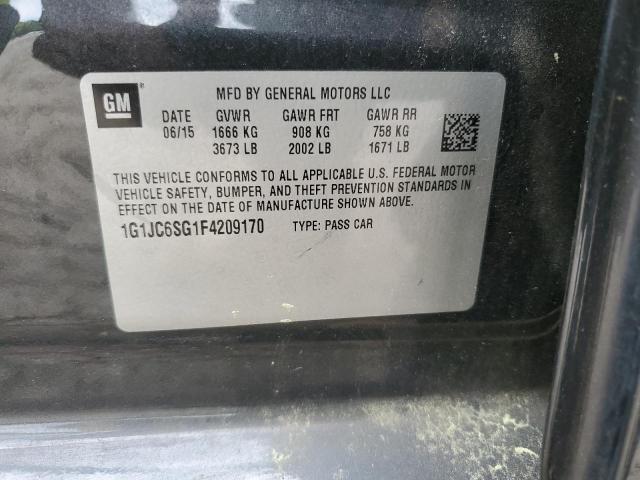 GM
MFD BY GENERAL MOTORS LLC
DATE GVWR GAWR FRT GAWR RR
06/15 1666 KG 908 KG 758 KG
3673 LB 2002 LB 1671 LB
THIS VEHICLE CONFORMS TO ALL APPLICABLE U.S. FEDERAL MOTOR
VEHICLE SAFETY, BUMPER, AND THEFT PREVENTION STANDARDS IN
EFFECT ON THE DATE OF MANUFACTURE SHOWN ABOVE.
1G1JC6SG1F4209170 TYPE: PASS CAR